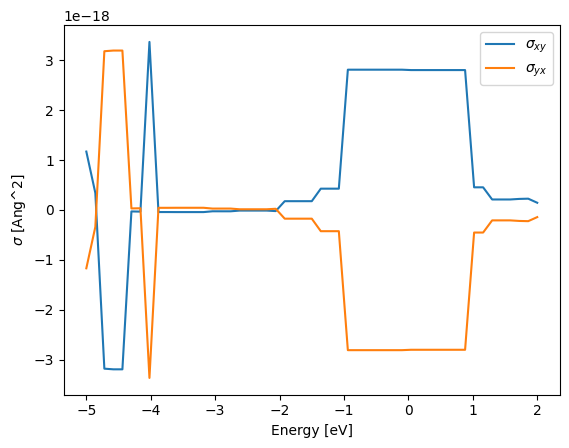 1e−18
σxy
σyx
3
2
1
0
−1
−2
−3
σ [Ang^2]
−5 −4 −3 −2 −1 0 1 2
Energy [eV]